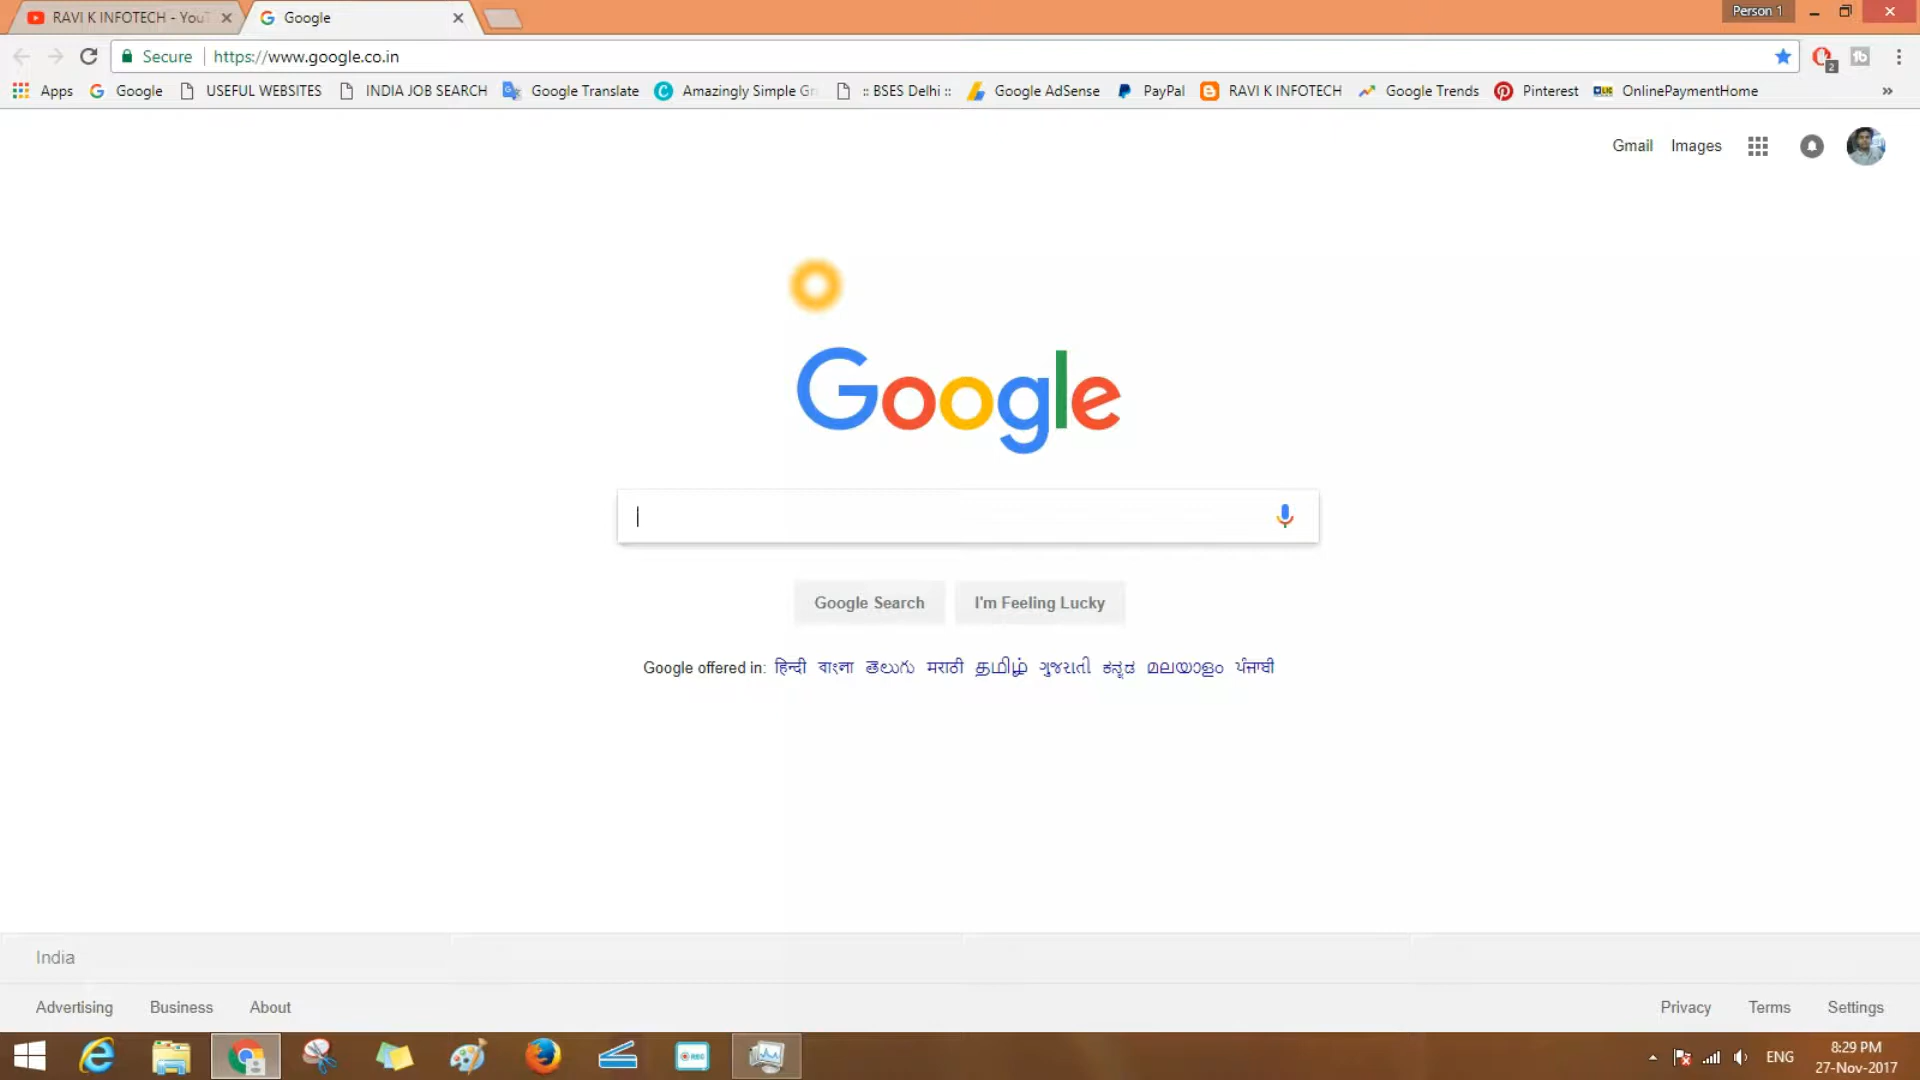 RAVI K INFOTECH - YouT
Google
Person 1
Secure
https://www.google.co.in
2
Apps
Google
USEFUL WEBSITES
INDIA JOB SEARCH
Google Translate
Amazingly Simple Gr
:: BSES Delhi ::
Google AdSense
PayPal
RAVI K INFOTECH
Google Trends
Pinterest
OnlinePaymentHome
»
Gmail
Images
Google
Google Search
I'm Feeling Lucky
Google offered in: हिन्दी বাংলা తెలుగు मराठी தமிழ் ગુજરાતી ಕನ್ನಡ മലയാളം ਪੰਜਾਬੀ
India
Advertising
Business
About
Privacy
Terms
Settings
ENG
8:29 PM
27-Nov-2017